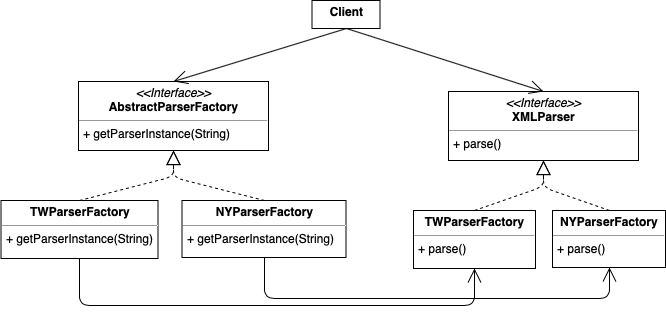 Client
<<Interface>>
AbstractParserFactory
+ getParserInstance(String)
<<Interface>>
XMLParser
+ parse()
TWParserFactory
+ getParserInstance(String)
NYParserFactory
+ getParserInstance(String)
TWParserFactory
+ parse()
NYParserFactory
+ parse()